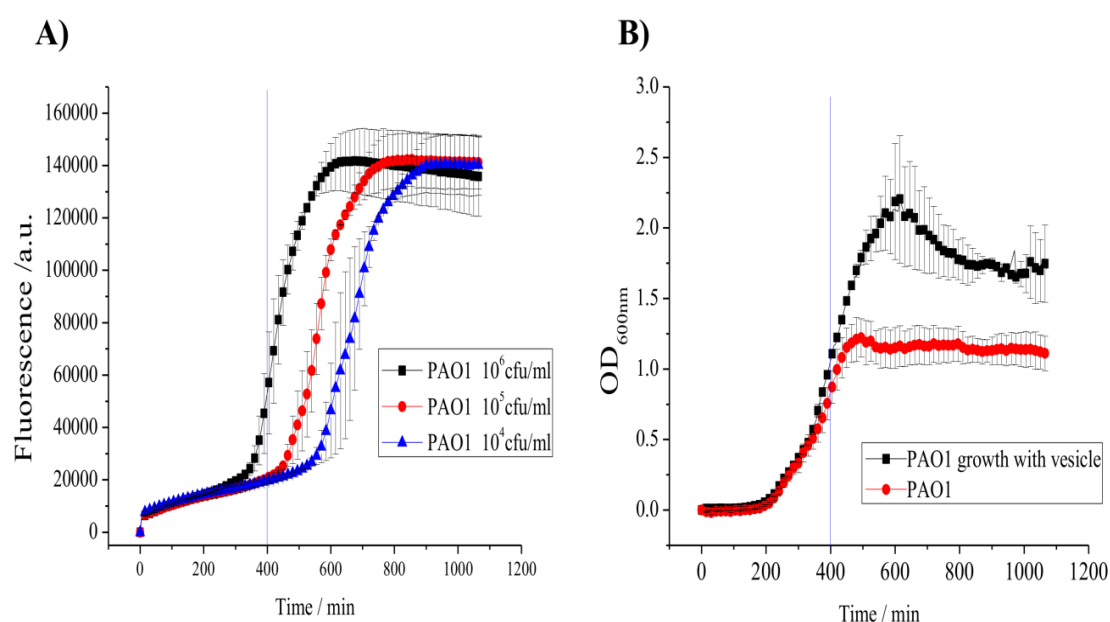 A)
160000
140000
120000
100000
80000
60000
40000
20000
0
Fluorescence /a.u.
PAO1 10⁶cfu/ml
PAO1 10⁵cfu/ml
PAO1 10⁴cfu/ml
0 200 400 600 800 1000 1200
Time / min
B)
3.0
2.5
2.0
1.5
1.0
0.5
0.0
OD600nm
PAO1 growth with vesicle
PAO1
0 200 400 600 800 1000 1200
Time / min